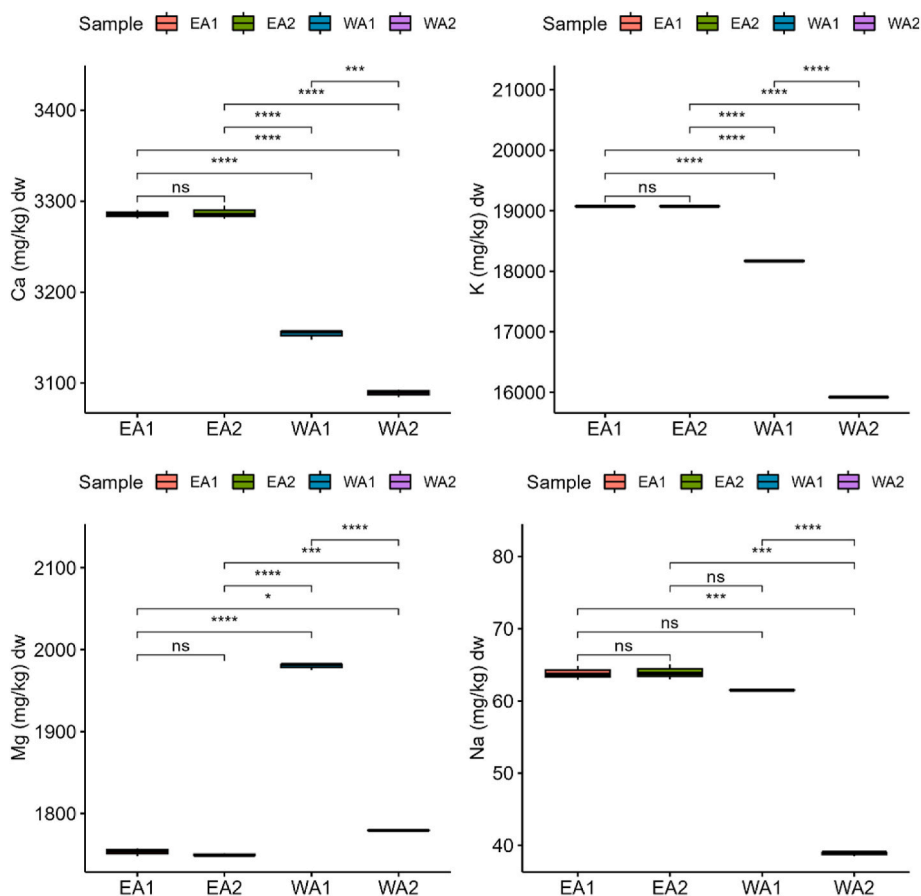 Sample EA1 EA2 WA1 WA2
Ca (mg/kg) dw
3400
3300
3200
3100
***
****
****
****
****
ns
EA1 EA2 WA1 WA2
Sample EA1 EA2 WA1 WA2
K (mg/kg) dw
21000
20000
19000
18000
17000
16000
****
****
****
****
****
ns
EA1 EA2 WA1 WA2
Sample EA1 EA2 WA1 WA2
Mg (mg/kg) dw
2100
2000
1900
1800
****
***
****
*
****
ns
EA1 EA2 WA1 WA2
Sample EA1 EA2 WA1 WA2
Na (mg/kg) dw
80
70
60
50
40
****
***
ns
***
ns
ns
EA1 EA2 WA1 WA2